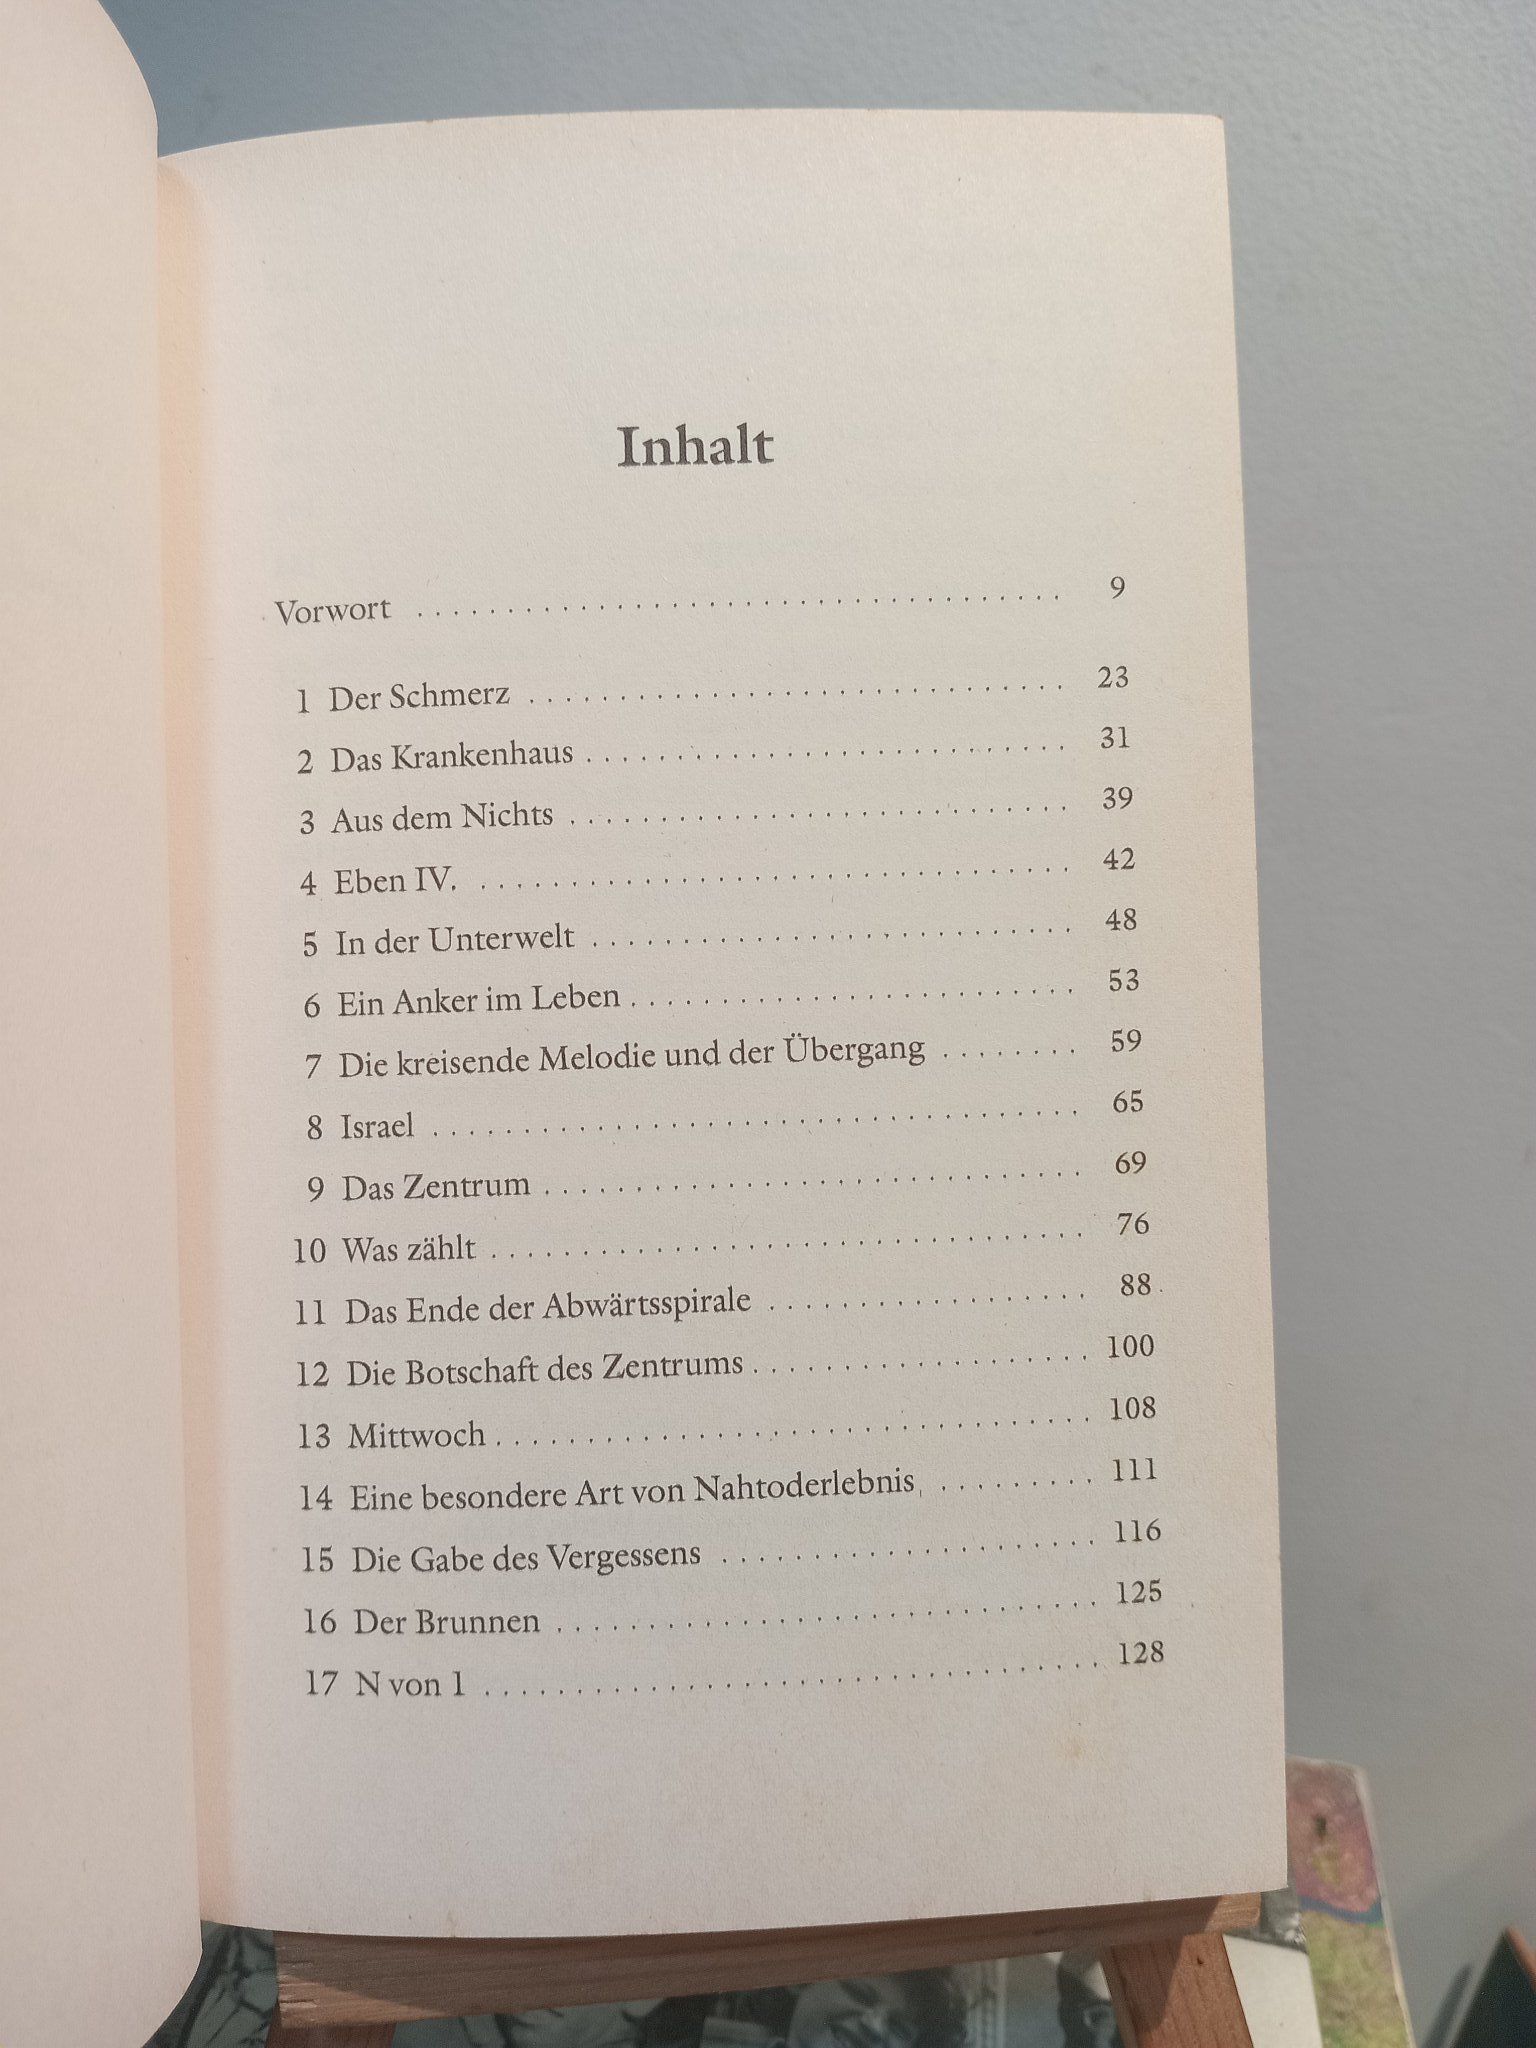 Inhalt
Vorwort . . . . . . . . . . . . . . . . . . . . . . . . . . . . . . . . . . . . 9
1 Der Schmerz . . . . . . . . . . . . . . . . . . . . . . . . . . . . . . 23
2 Das Krankenhaus . . . . . . . . . . . . . . . . . . . . . . . . . . . 31
3 Aus dem Nichts . . . . . . . . . . . . . . . . . . . . . . . . . . . . 39
4 Eben IV. . . . . . . . . . . . . . . . . . . . . . . . . . . . . . . . . . 42
5 In der Unterwelt . . . . . . . . . . . . . . . . . . . . . . . . . . . 48
6 Ein Anker im Leben . . . . . . . . . . . . . . . . . . . . . . . . . 53
7 Die kreisende Melodie und der Übergang . . . . . . . . 59
8 Israel . . . . . . . . . . . . . . . . . . . . . . . . . . . . . . . . . . . . 65
9 Das Zentrum . . . . . . . . . . . . . . . . . . . . . . . . . . . . . . 69
10 Was zählt . . . . . . . . . . . . . . . . . . . . . . . . . . . . . . . . . 76
11 Das Ende der Abwärtsspirale . . . . . . . . . . . . . . . . . . 88
12 Die Botschaft des Zentrums . . . . . . . . . . . . . . . . . . . 100
13 Mittwoch . . . . . . . . . . . . . . . . . . . . . . . . . . . . . . . . . 108
14 Eine besondere Art von Nahtoderlebnis . . . . . . . . . 111
15 Die Gabe des Vergessens . . . . . . . . . . . . . . . . . . . . . 116
16 Der Brunnen . . . . . . . . . . . . . . . . . . . . . . . . . . . . . . 125
17 N von 1 . . . . . . . . . . . . . . . . . . . . . . . . . . . . . . . . . . 128